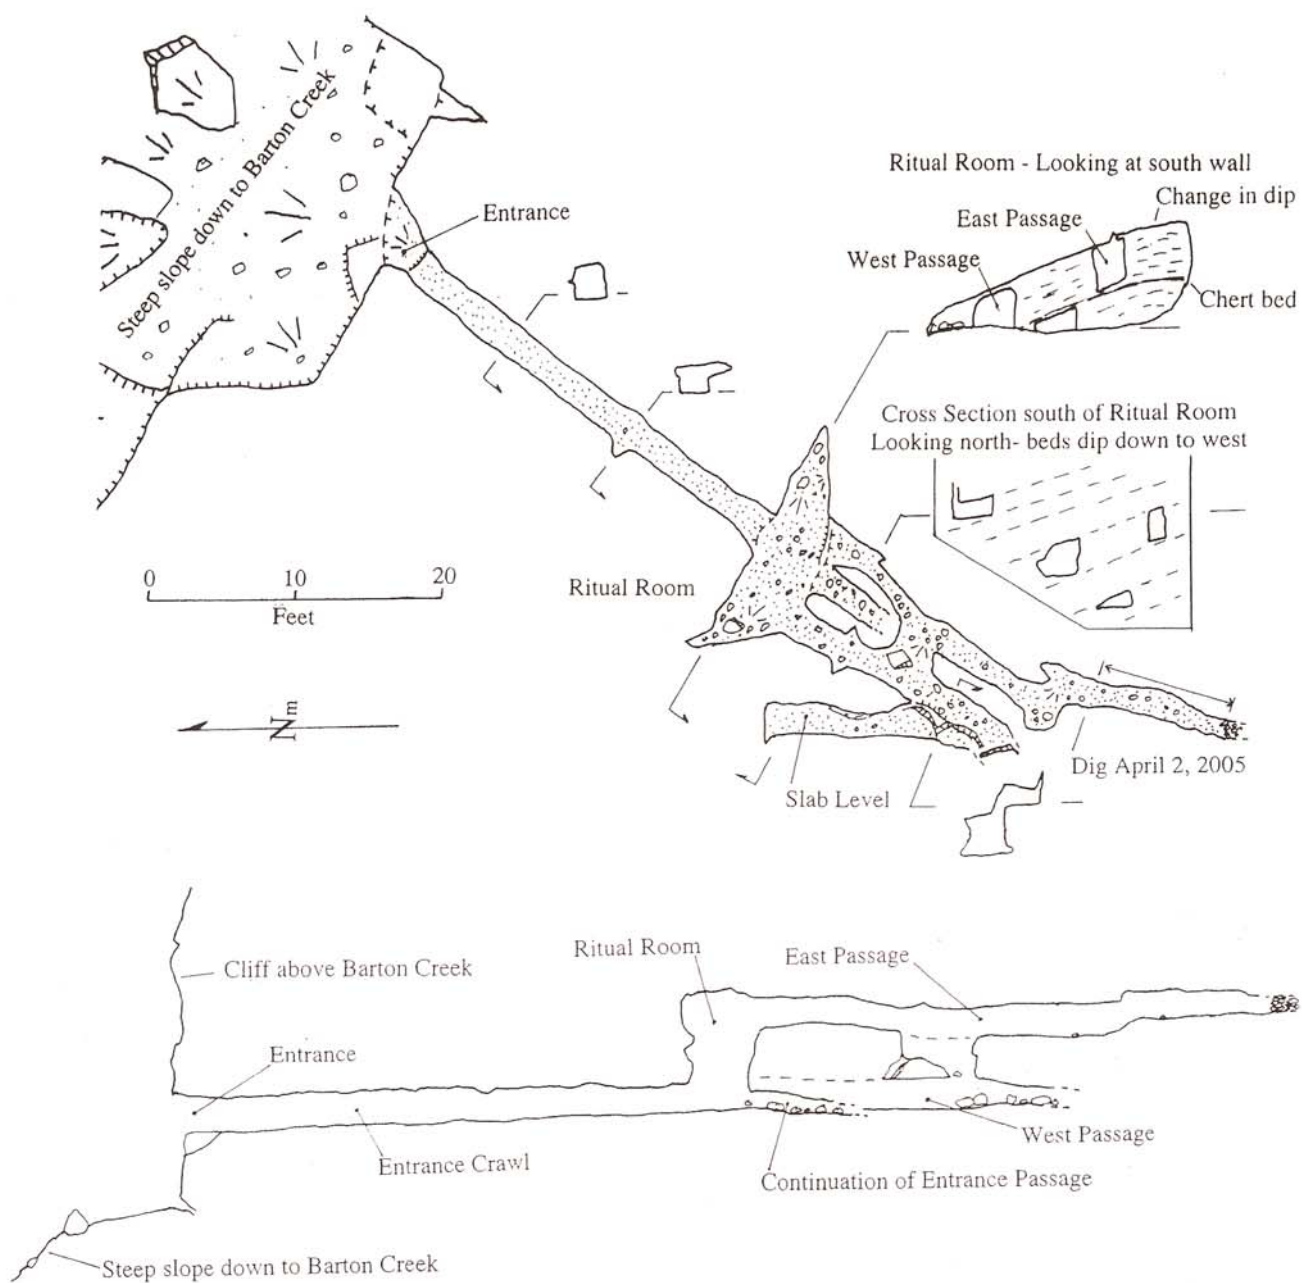 Steep slope down to Barton Creek
Entrance
Ritual Room - Looking at south wall
Change in dip
East Passage
West Passage
Chert bed
Cross Section south of Ritual Room
Looking north- beds dip down to west
0 10 20
Feet
Ritual Room
Nm
Dig April 2, 2005
Slab Level
Ritual Room
East Passage
Cliff above Barton Creek
Entrance
West Passage
Entrance Crawl
Continuation of Entrance Passage
Steep slope down to Barton Creek